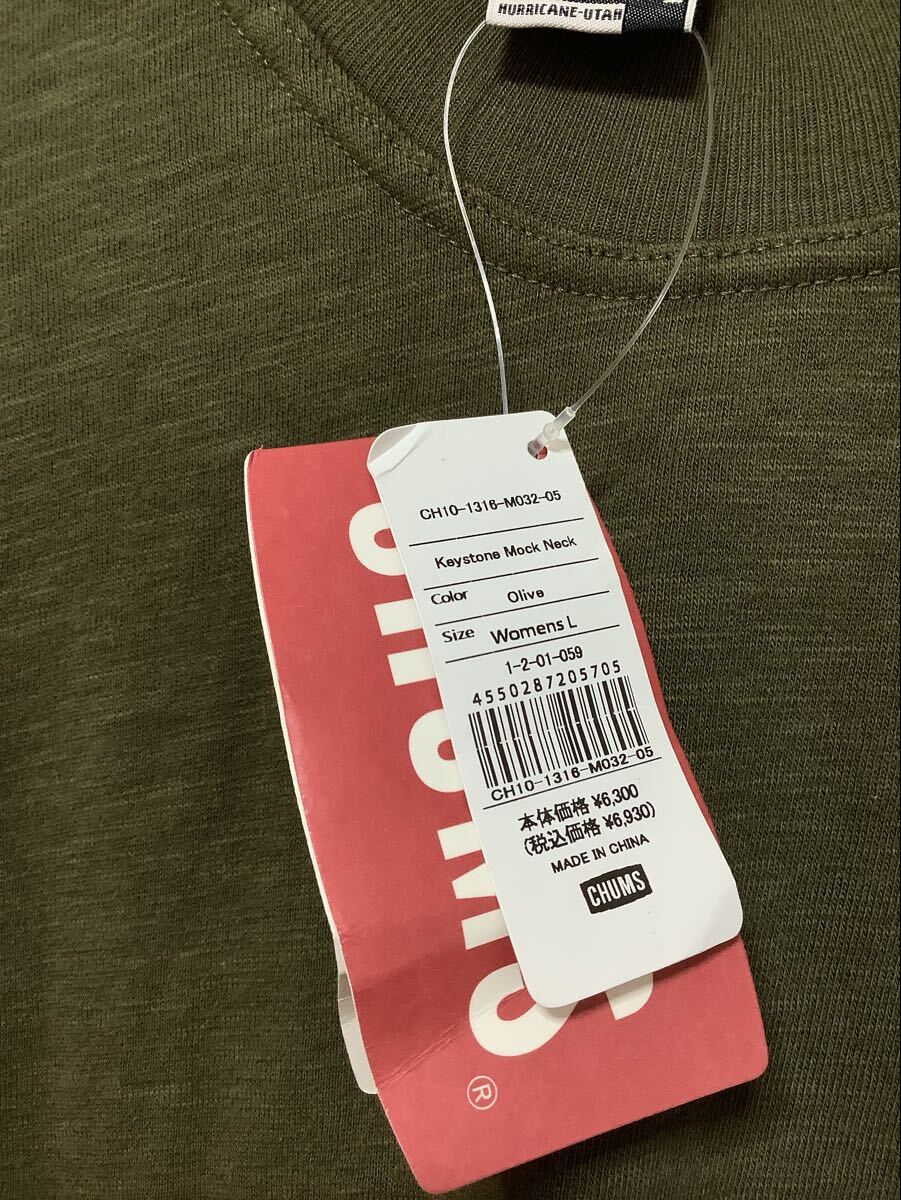 HURRICANE-UTAH
CH10-1316-M032-05
Keystone Mock Neck
Color Olive
Size Womens L
1-2-01-059
4550287205705
CH10-1316-M032-05
本体価格 ¥6,300
(税込価格 ¥6,930)
MADE IN CHINA
CHUMS
®